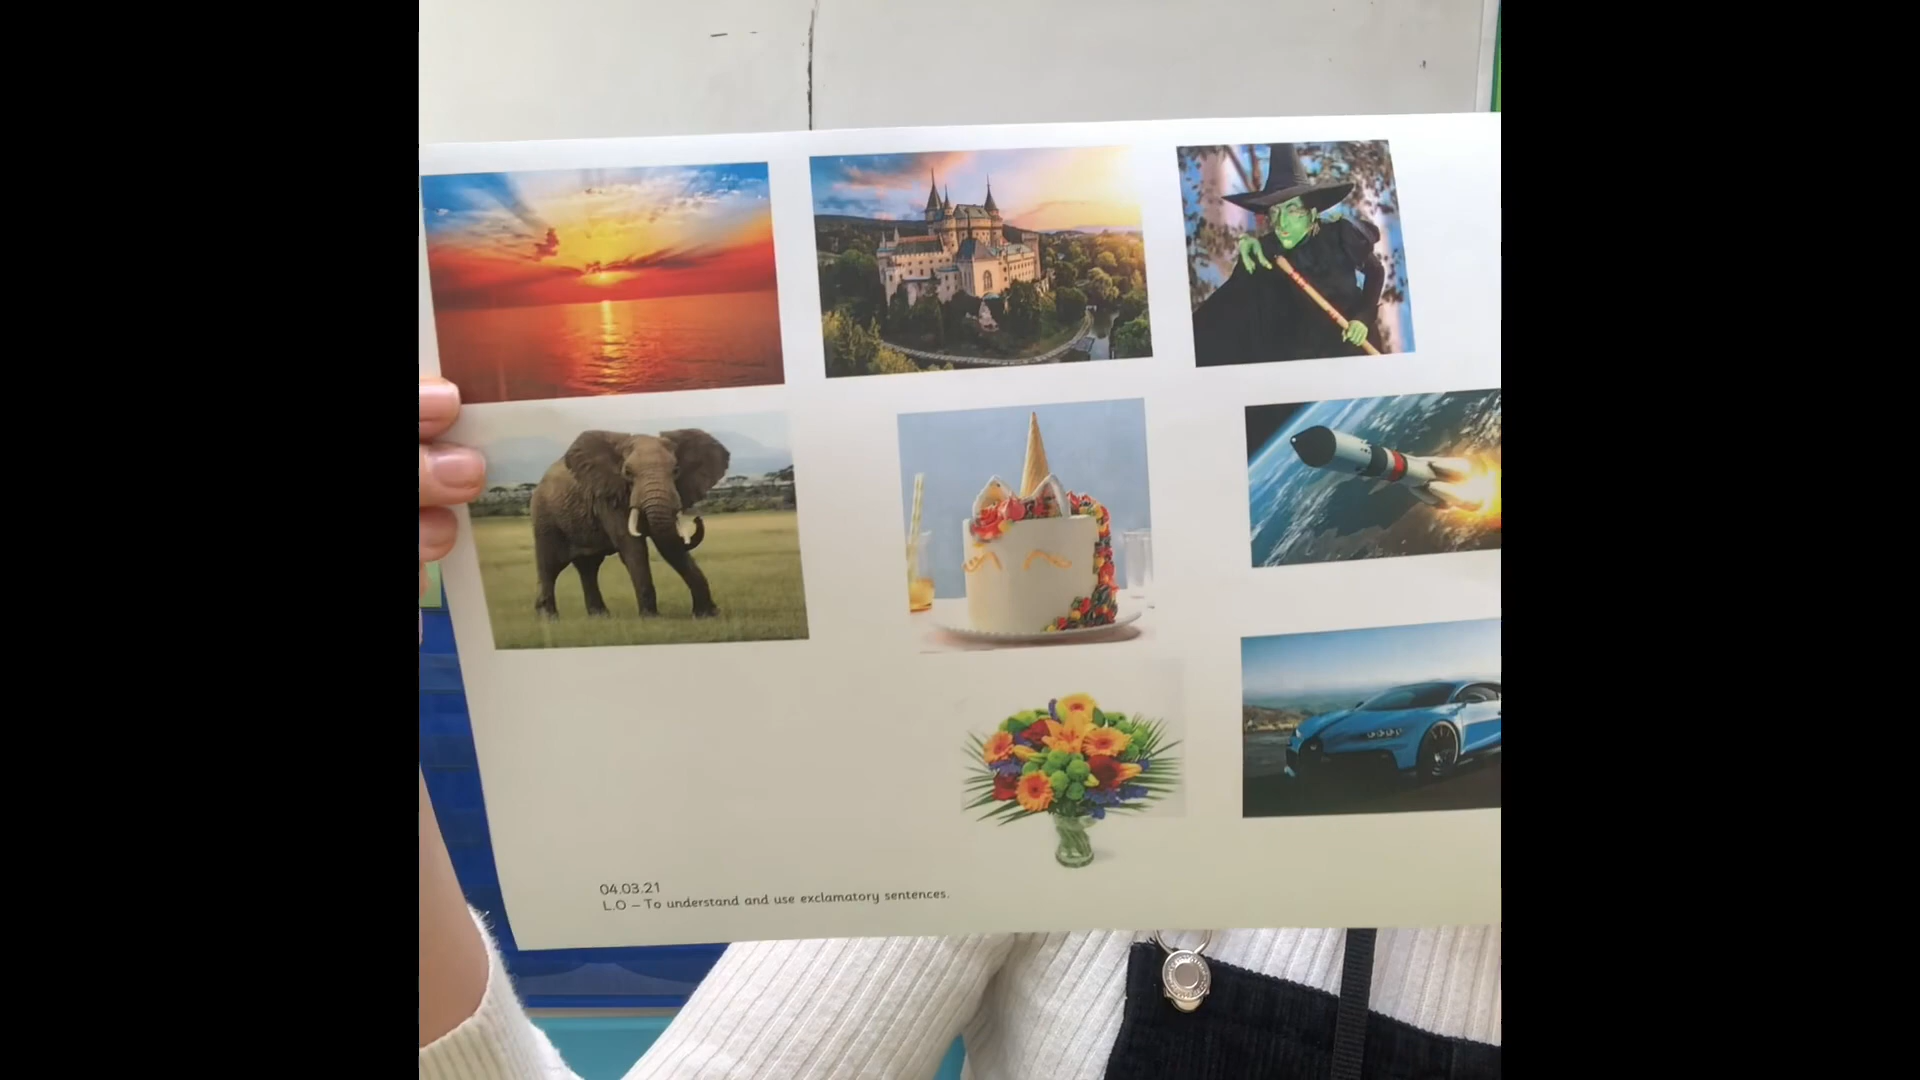 04.03.21
L.O – To understand and use exclamatory sentences.